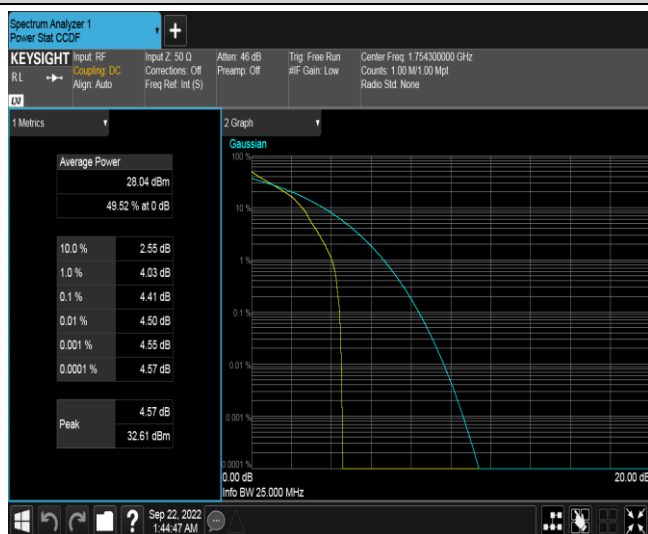 Spectrum Analyzer 1
Power Stat CCDF
+
KEYSIGHT
RL
LXI
Input: RF
Coupling: DC
Align: Auto
Input Z: 50 Ω
Corrections: Off
Freq Ref: Int (S)
Atten: 46 dB
Preamp: Off
Trig: Free Run
#IF Gain: Low
Center Freq: 1.754300000 GHz
Counts: 1.00 M/1.00 Mpt
Radio Std: None
1 Metrics
Average Power
28.04 dBm
49.52 % at 0 dB
10.0 % 2.55 dB
1.0 % 4.03 dB
0.1 % 4.41 dB
0.01 % 4.50 dB
0.001 % 4.55 dB
0.0001 % 4.57 dB
Peak
4.57 dB
32.61 dBm
2 Graph
Gaussian
100 %
10 %
1 %
0.1 %
0.01 %
0.001 %
0.0001 %
0.00 dB
20.00 dB
Info BW 25.000 MHz
?
Sep 22, 2022
1:44:47 AM